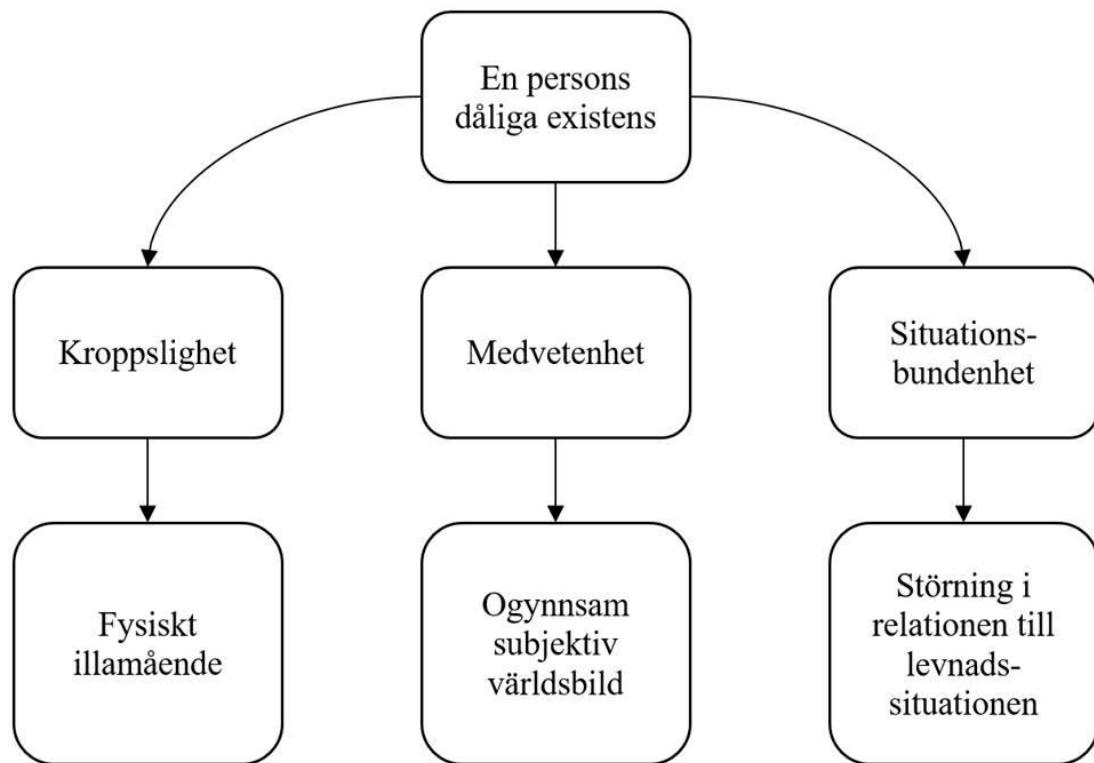 En persons
dåliga existens
Kroppslighet
Medvetenhet
Situations-
bundenhet
Fysiskt
illamående
Ogynnsam
subjektiv
världsbild
Störning i
relationen till
levnads-
situationen